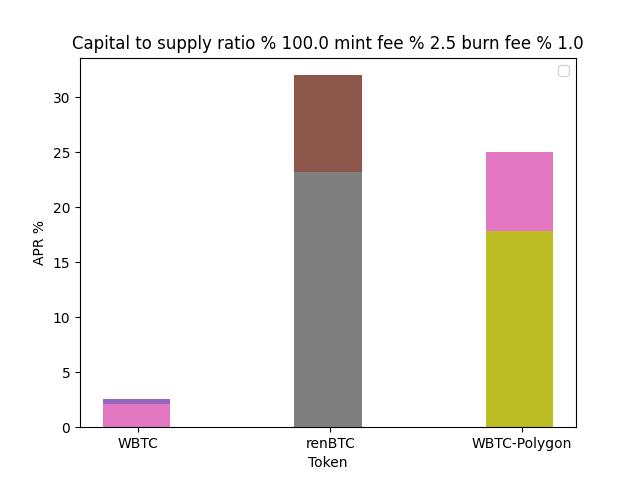 Capital to supply ratio % 100.0 mint fee % 2.5 burn fee % 1.0
30
25
20
15
10
5
0
APR %
WBTC renBTC WBTC-Polygon
Token